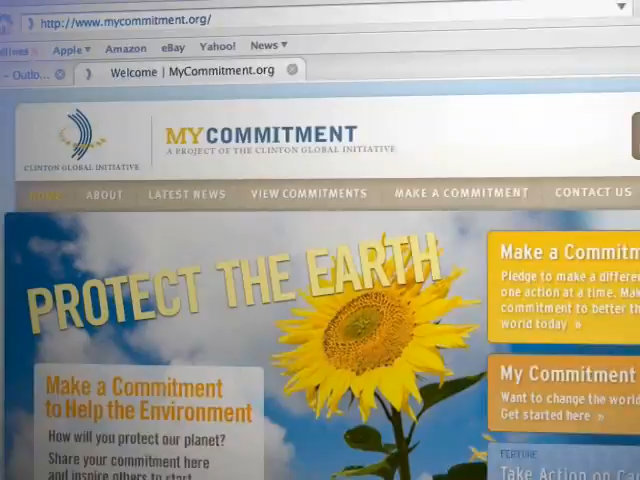 http://www.mycommitment.org/
Apple Amazon eBay Yahoo! News
– Outlo... Welcome | MyCommitment.org
CLINTON GLOBAL INITIATIVE
MYCOMMITMENT
A PROJECT OF THE CLINTON GLOBAL INITIATIVE
HOME ABOUT LATEST NEWS VIEW COMMITMENTS MAKE A COMMITMENT CONTACT US
PROTECT THE EARTH
Make a Commitment
to Help the Environment
How will you protect our planet?
Share your commitment here
and inspire others to start
Make a Commitm
Pledge to make a differe
one action at a time. Mak
commitment to better th
world today »
My Commitment
Want to change the world
Get started here »
FEATURE
Take Action on Ca